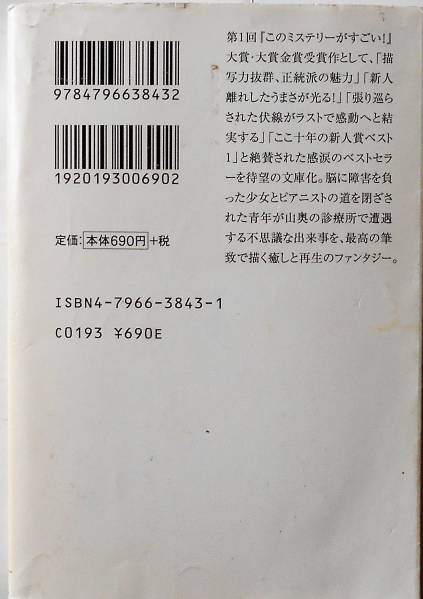 9784796638432
1920193006902
定価:本体690円+税
ISBN4-7966-3843-1
C0193 ¥690E
第1回『このミステリーがすごい!』
大賞・大賞金賞受賞作として、「描
写力抜群、正統派の魅力」「新人
離れしたうまさが光る!」「張り巡ら
された伏線がラストで感動へと結
実する」「ここ十年の新人賞ベスト
1」と絶賛された感涙のベストセラ
ーを待望の文庫化。脳に障害を負
った少女とピアニストの道を閉ざさ
された青年が山奥の診療所で遭遇
する不思議な出来事を、最高の筆
致で描く癒しと再生のファンタジー。